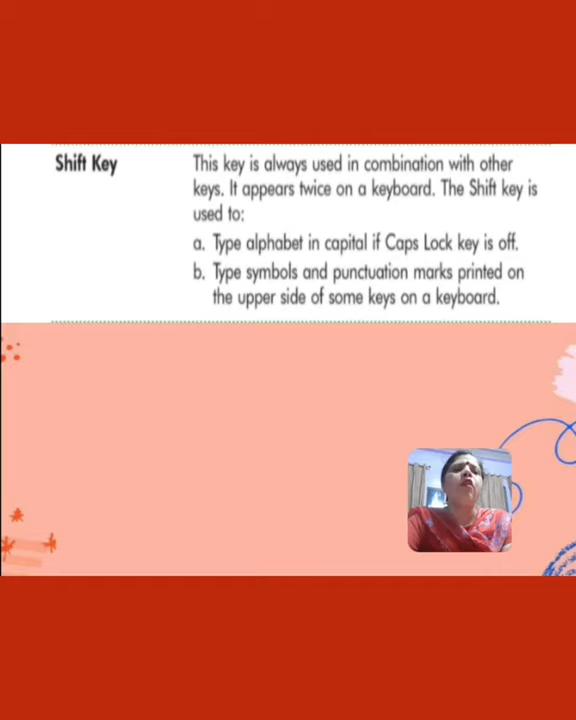 Shift Key
This key is always used in combination with other
keys. It appears twice on a keyboard. The Shift key is
used to:
a. Type alphabet in capital if Caps Lock key is off.
b. Type symbols and punctuation marks printed on
the upper side of some keys on a keyboard.